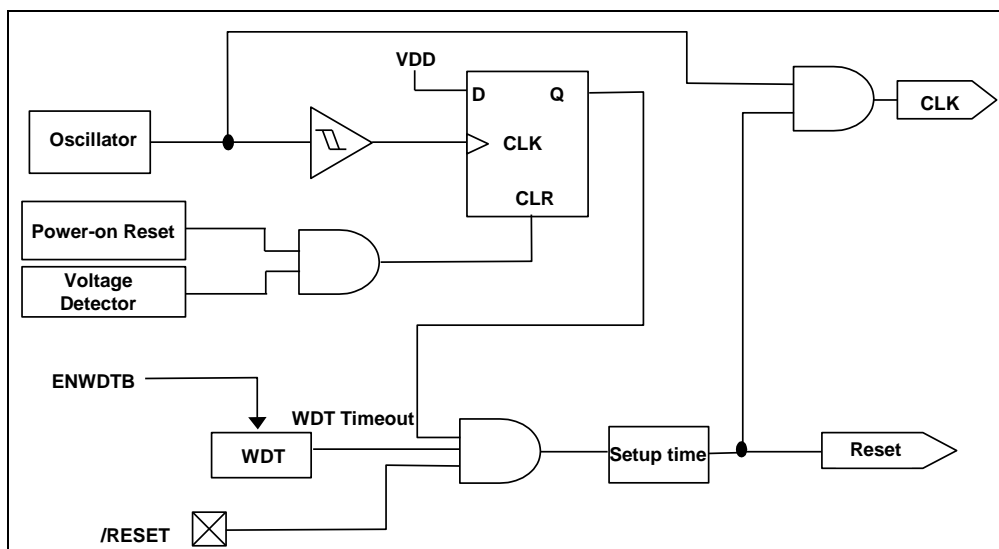 VDD
D
Q
CLK
Oscillator
CLK
CLR
Power-on Reset
Voltage
Detector
ENWDTB
WDT Timeout
WDT
Setup time
Reset
/RESET